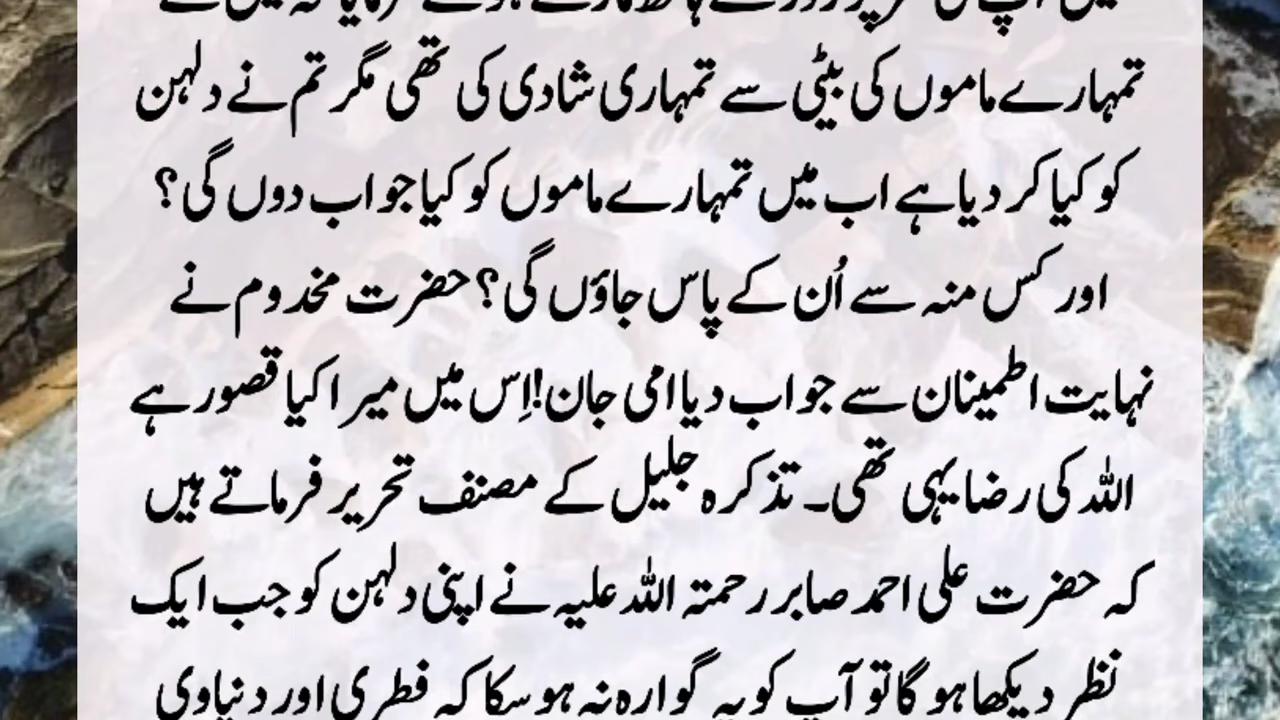 تمہارے ماموں کی بیٹی سے تمہاری شادی کی تھی مگر تم نے دلہن
کو کیا کر دیا ہے اب میں تمہارے ماموں کو کیا جواب دوں گی؟
اور کس منہ سے اُن کے پاس جاؤں گی؟ حضرت مخدوم نے
نہایت اطمینان سے جواب دیا امی جان!اِس میں میرا کیا قصور ہے
اللہ کی رضا یہی تھی۔ تذکرہ جلیل کے مصنف تحریر فرماتے ہیں
کہ حضرت علی احمد صابر رحمتہ اللہ علیہ نے اپنی دلہن کو جب ایک
نظر دیکھا ہو گا تو آپ کو یہ گوارہ نہ ہو سکا کہ فطری اور دنیاوی